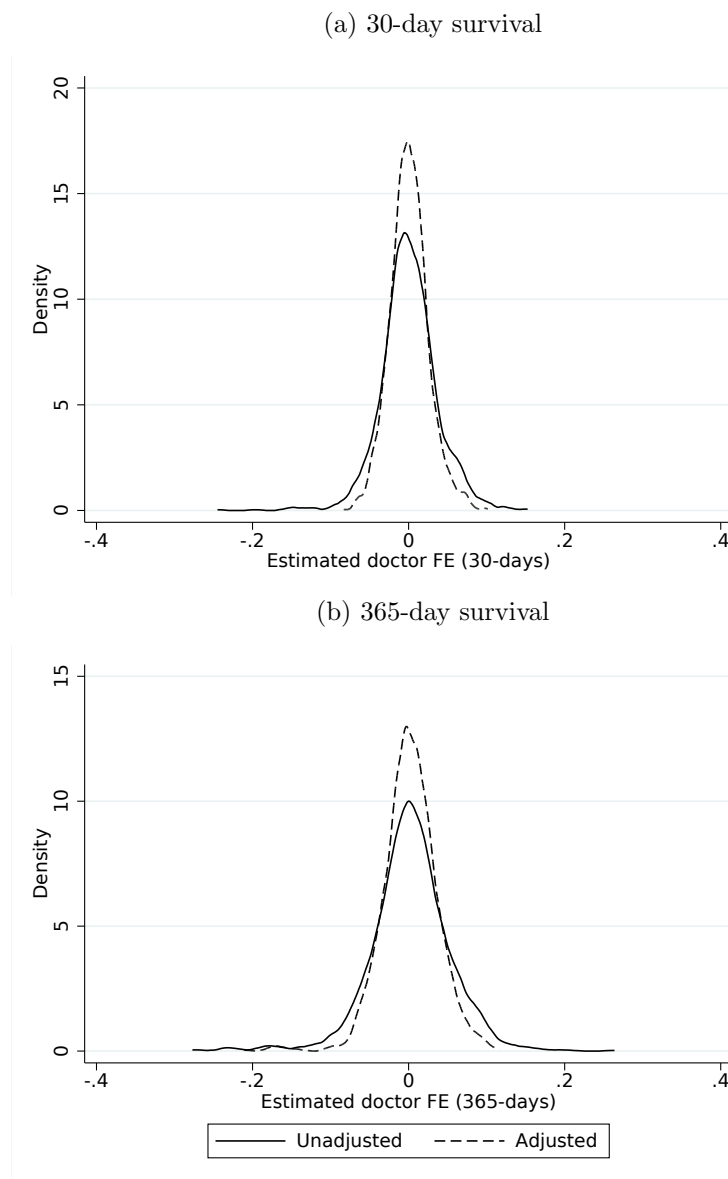 (a) 30-day survival
20
15
10
5
0
Density
-.4 -.2 0 .2 .4
Estimated doctor FE (30-days)
(b) 365-day survival
15
10
5
0
Density
-.4 -.2 0 .2 .4
Estimated doctor FE (365-days)
Unadjusted Adjusted